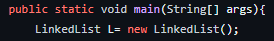 public static void main(String[] args){
LinkedList L= new LinkedList();